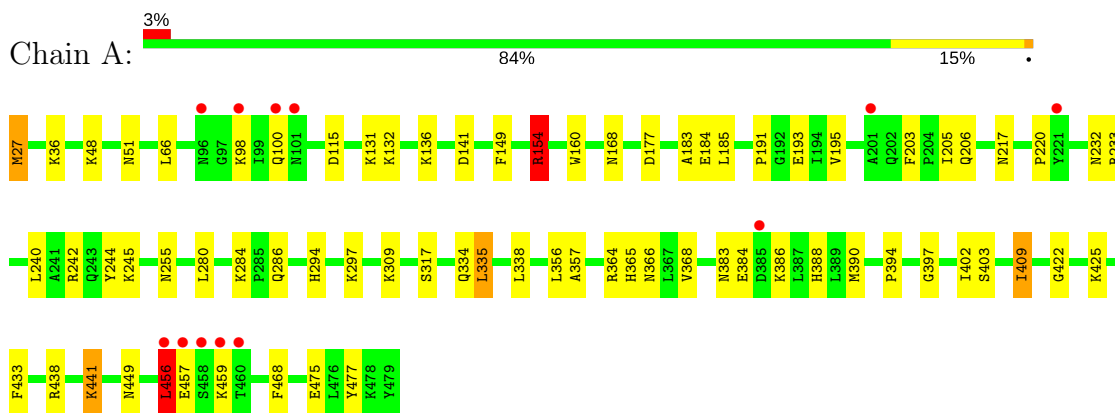 3%
Chain A:
84% 15% •
M27 K36 K48 N51 L66 N96 G97 K98 I99 Q100 N101 D115 K131 K132 K136 D141 F149 R154 W160 N168 D177 A183 E184 L185 P191 G192 E193 I194 V195 A201 Q202 F203 P204 I205 Q206 N217 P220 Y221 N232
L240 A241 R242 Q243 Y244 K245 N255 L280 K284 P285 Q286 H294 K297 K309 S317 Q334 L335 L338 L356 A357 R364 H365 N366 L367 V368 N383 E384 D385 K386 L387 H388 L389 M390 P394 G397 I402 S403 I409 G422 K425
F433 R438 K441 N449 L456 E457 S458 K459 T460 F468 E475 L476 Y477 K478 Y479